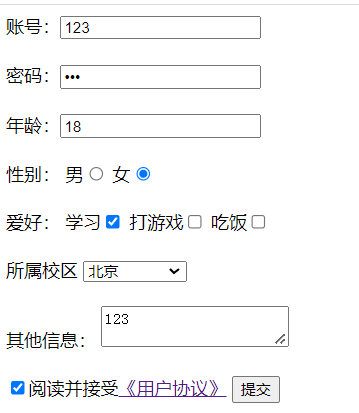 账号：123
密码：•••
年龄：18
性别： 男 女
爱好： 学习 打游戏 吃饭
所属校区 北京
其他信息： 123
阅读并接受《用户协议》 提交